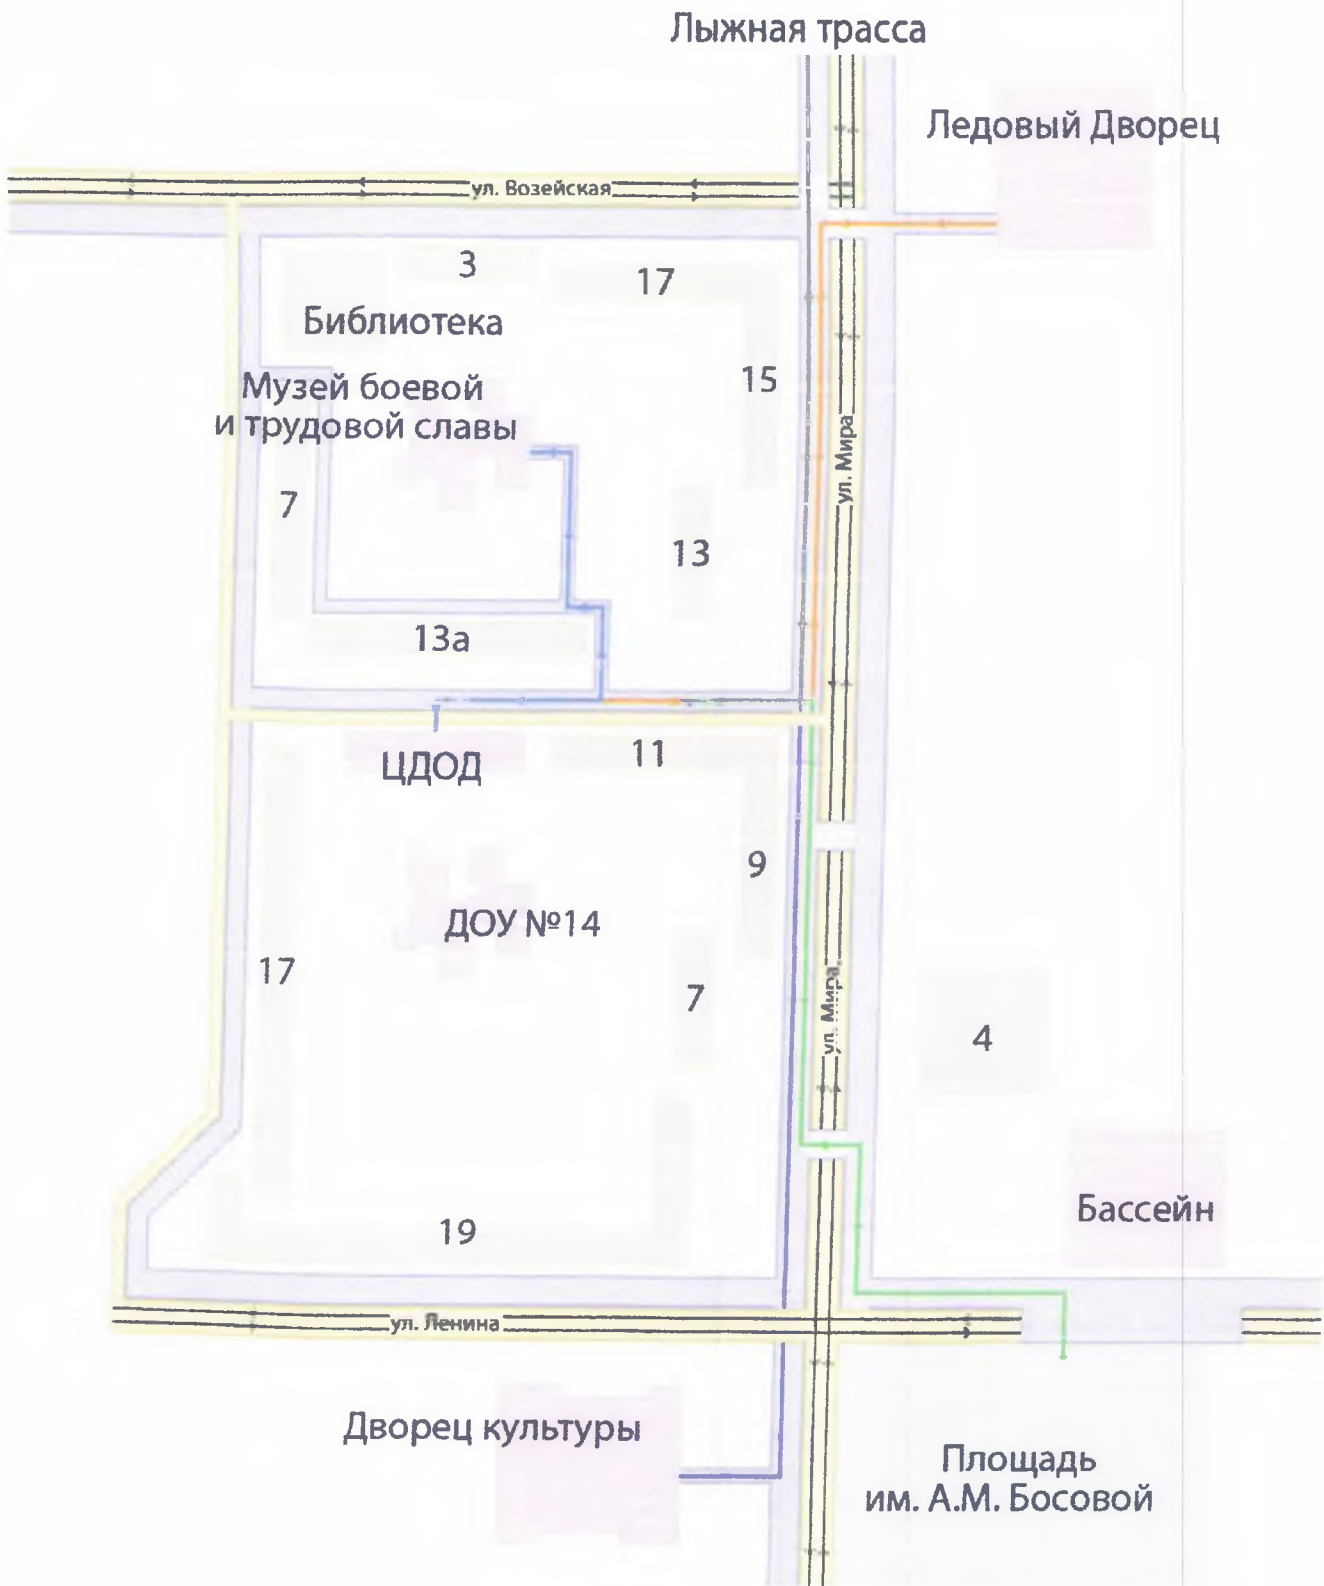 Лыжная трасса
Ледовый Дворец
ул. Возейская
3
17
Библиотека
15
Музей боевой
и трудовой славы
ул. Мира
7
13
13а
11
ЦДОД
9
ДОУ №14
17
7
ул. Мира
4
Бассейн
19
ул. Ленина
Дворец культуры
Площадь
им. А.М. Босовой